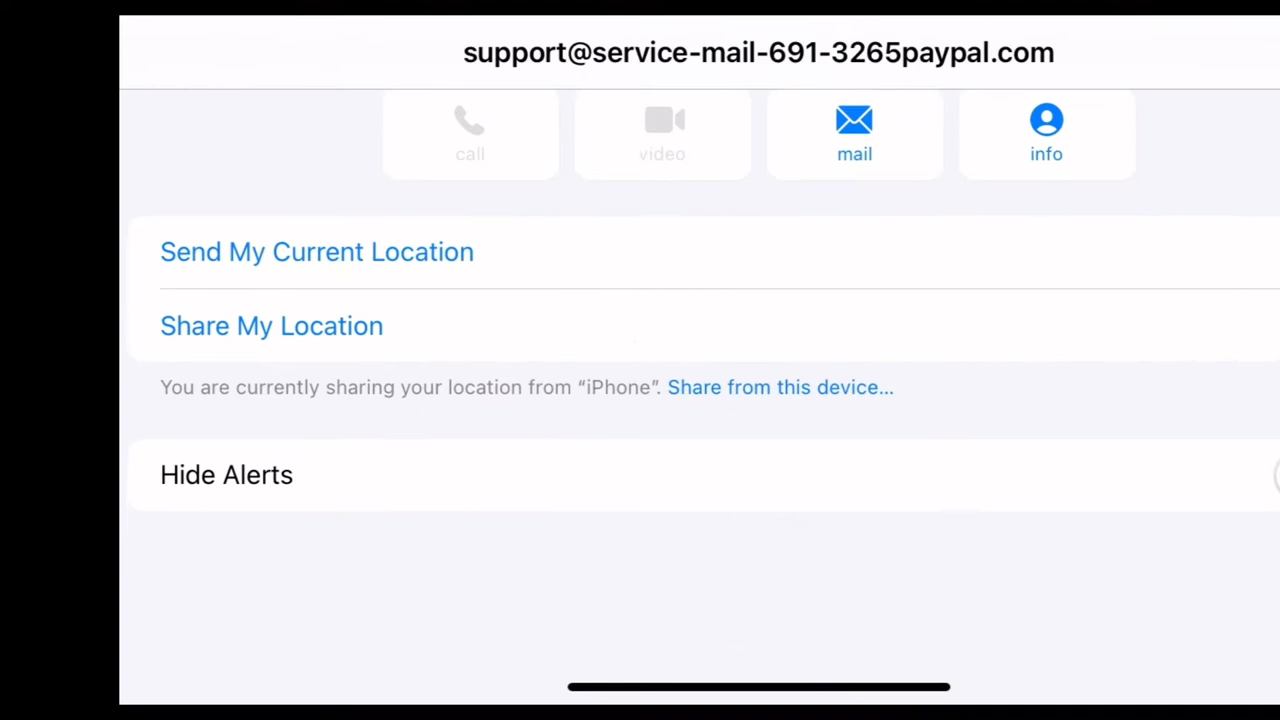 support@service-mail-691-3265paypal.com
call video mail info
Send My Current Location
Share My Location
You are currently sharing your location from “iPhone”. Share from this device...
Hide Alerts